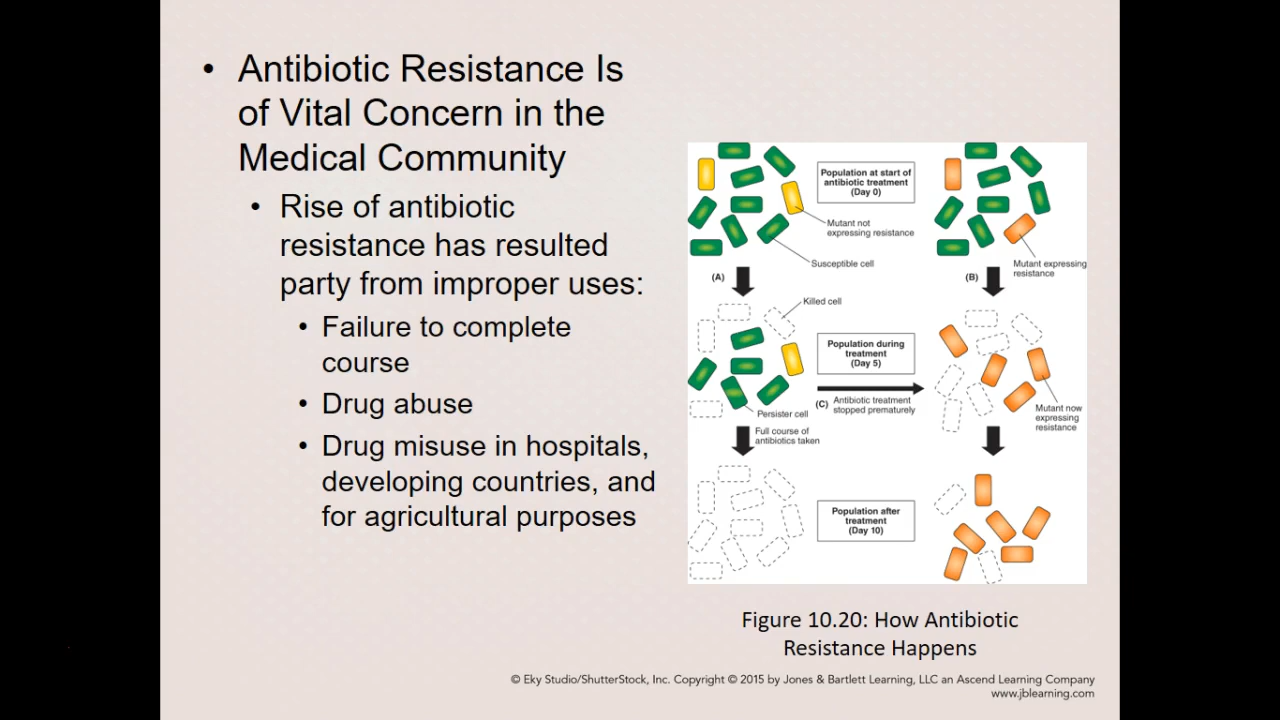 • Antibiotic Resistance Is
of Vital Concern in the
Medical Community
• Rise of antibiotic
resistance has resulted
party from improper uses:
• Failure to complete
course
• Drug abuse
• Drug misuse in hospitals,
developing countries, and
for agricultural purposes
Population at start of
antibiotic treatment
(Day 0)
Mutant not
expressing resistance
Susceptible cell
Mutant expressing
resistance
(A)
(B)
Killed cell
Population during
treatment
(Day 5)
(C)
Antibiotic treatment
stopped prematurely
Persister cell
Mutant now
expressing
resistance
Full course of
antibiotics taken
Population after
treatment
(Day 10)
Figure 10.20: How Antibiotic
Resistance Happens
© Eky Studio/ShutterStock, Inc. Copyright © 2015 by Jones & Bartlett Learning, LLC an Ascend Learning Company
www.jblearning.com